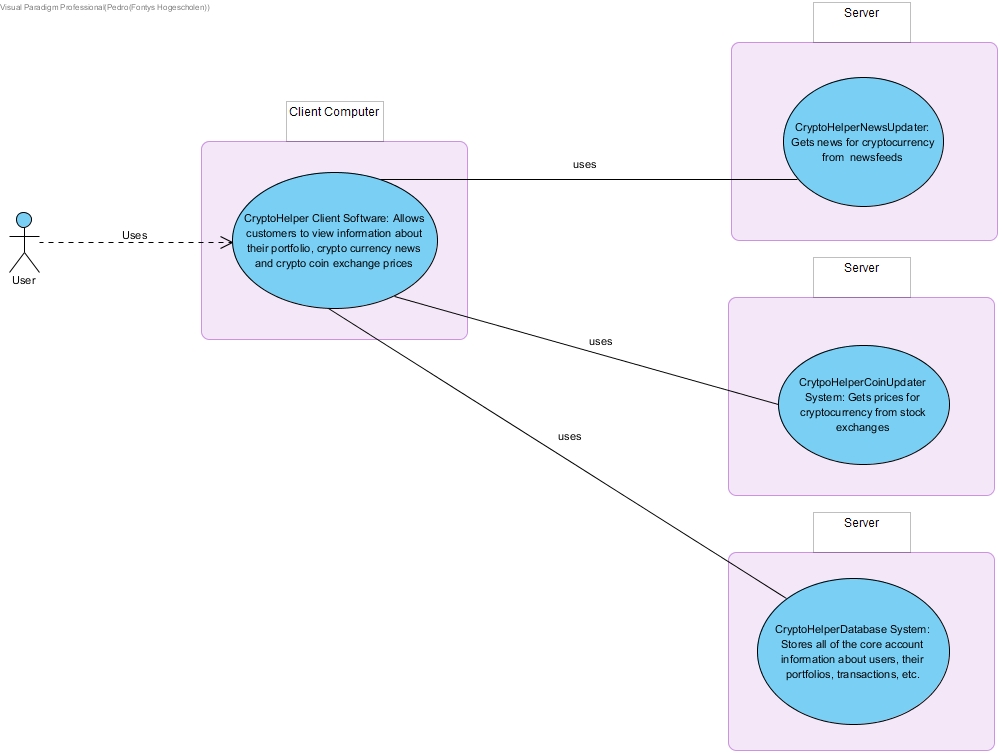 Visual Paradigm Professional(Pedro(Fontys Hogescholen))
Server
CryptoHelperNewsUpdater:
Gets news for cryptocurrency
from newsfeeds
Client Computer
uses
CryptoHelper Client Software: Allows
customers to view information about
their portfolio, crypto currency news
and crypto coin exchange prices
Uses
User
Server
uses
CrytpoHelperCoinUpdater
System: Gets prices for
cryptocurrency from stock
exchanges
uses
Server
CryptoHelperDatabase System:
Stores all of the core account
information about users, their
portfolios, transactions, etc.